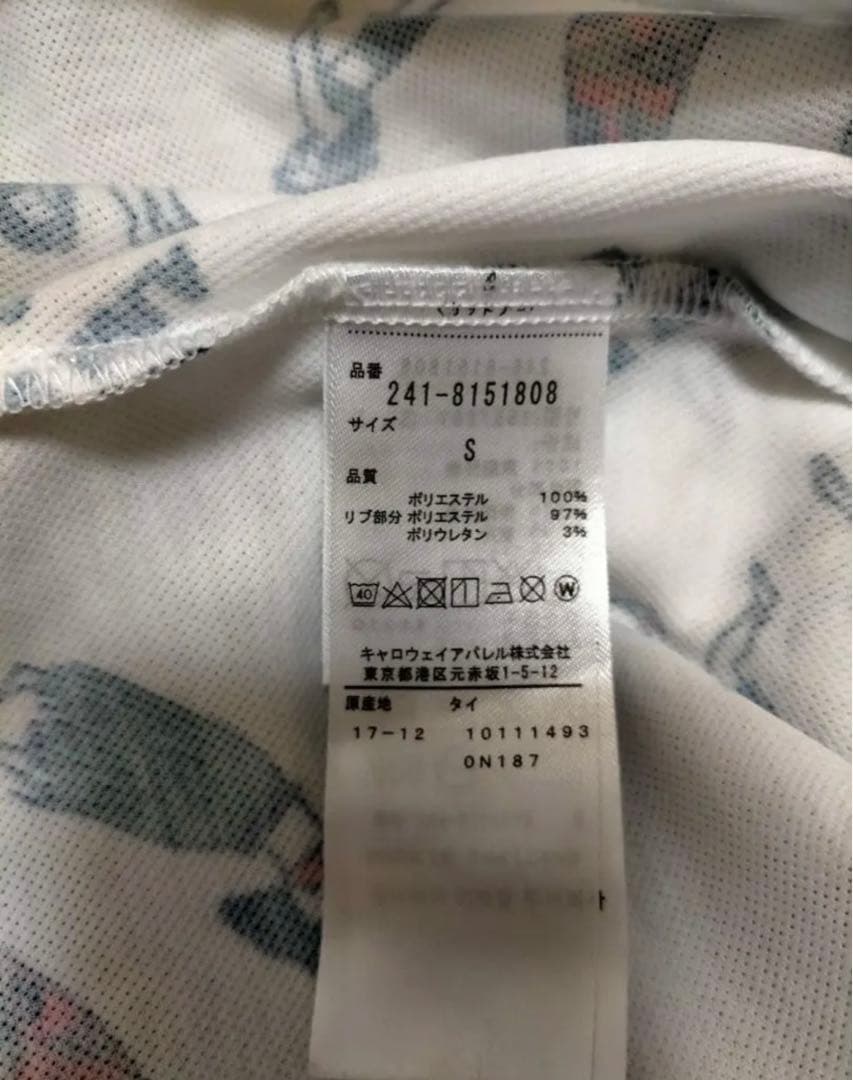 品番
241-8151808
サイズ
S
品質
ポリエステル 100%
リブ部分 ポリエステル 97%
ポリウレタン 3%
40
W
キャロウェイアパレル株式会社
東京都港区元赤坂1-5-12
原産地 タイ
17-12 10111493
0N187